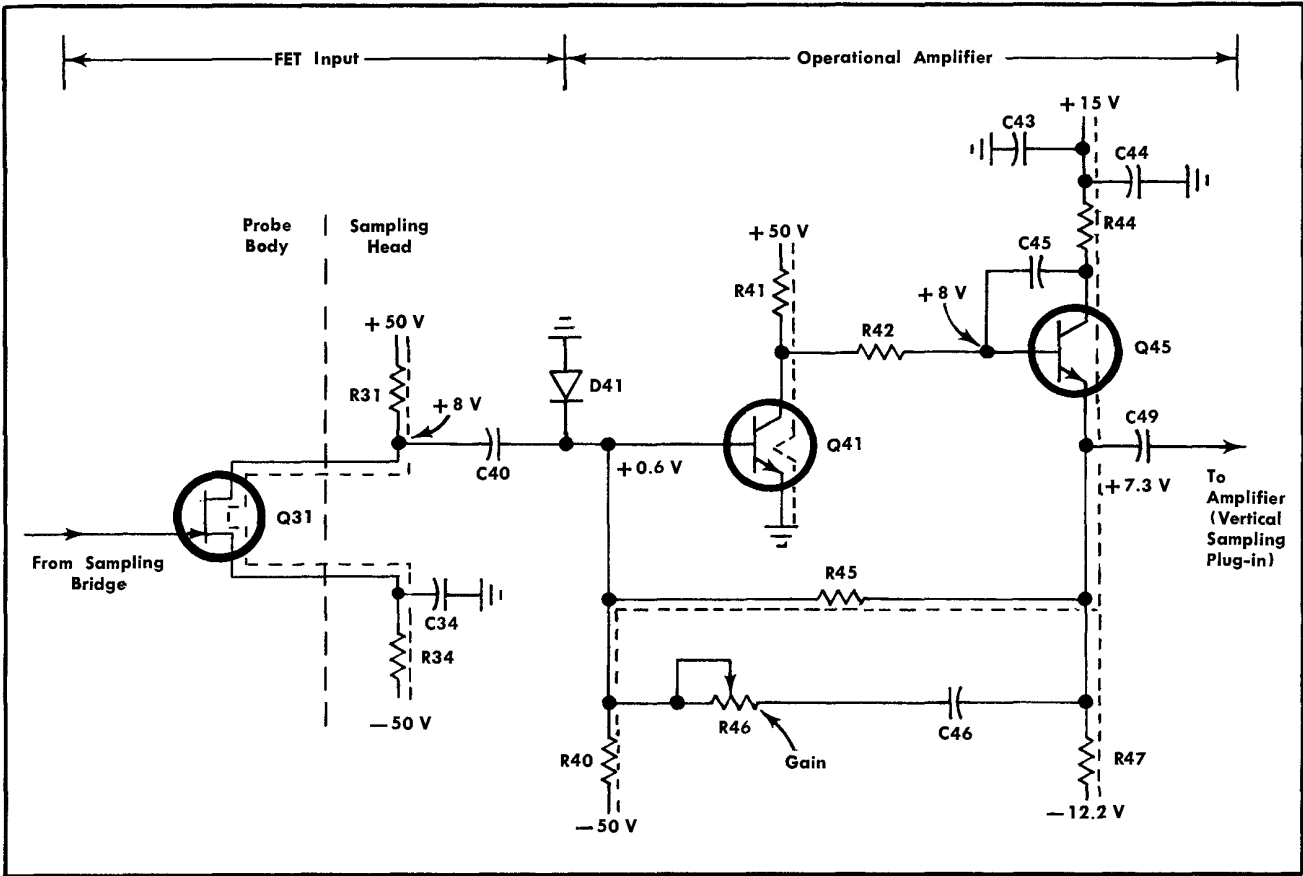 FET Input
Operational Amplifier
+15 V
C43
C44
R44
Probe
Body
Sampling
Head
+50 V
R41
C45
+8 V
R42
Q45
+50 V
R31
+8 V
D41
C40
+0.6 V
Q41
C49
+7.3 V
To
Amplifier
(Vertical
Sampling
Plug-in)
Q31
From Sampling
Bridge
C34
R34
—50 V
R45
R46
Gain
C46
R40
—50 V
R47
—12.2 V